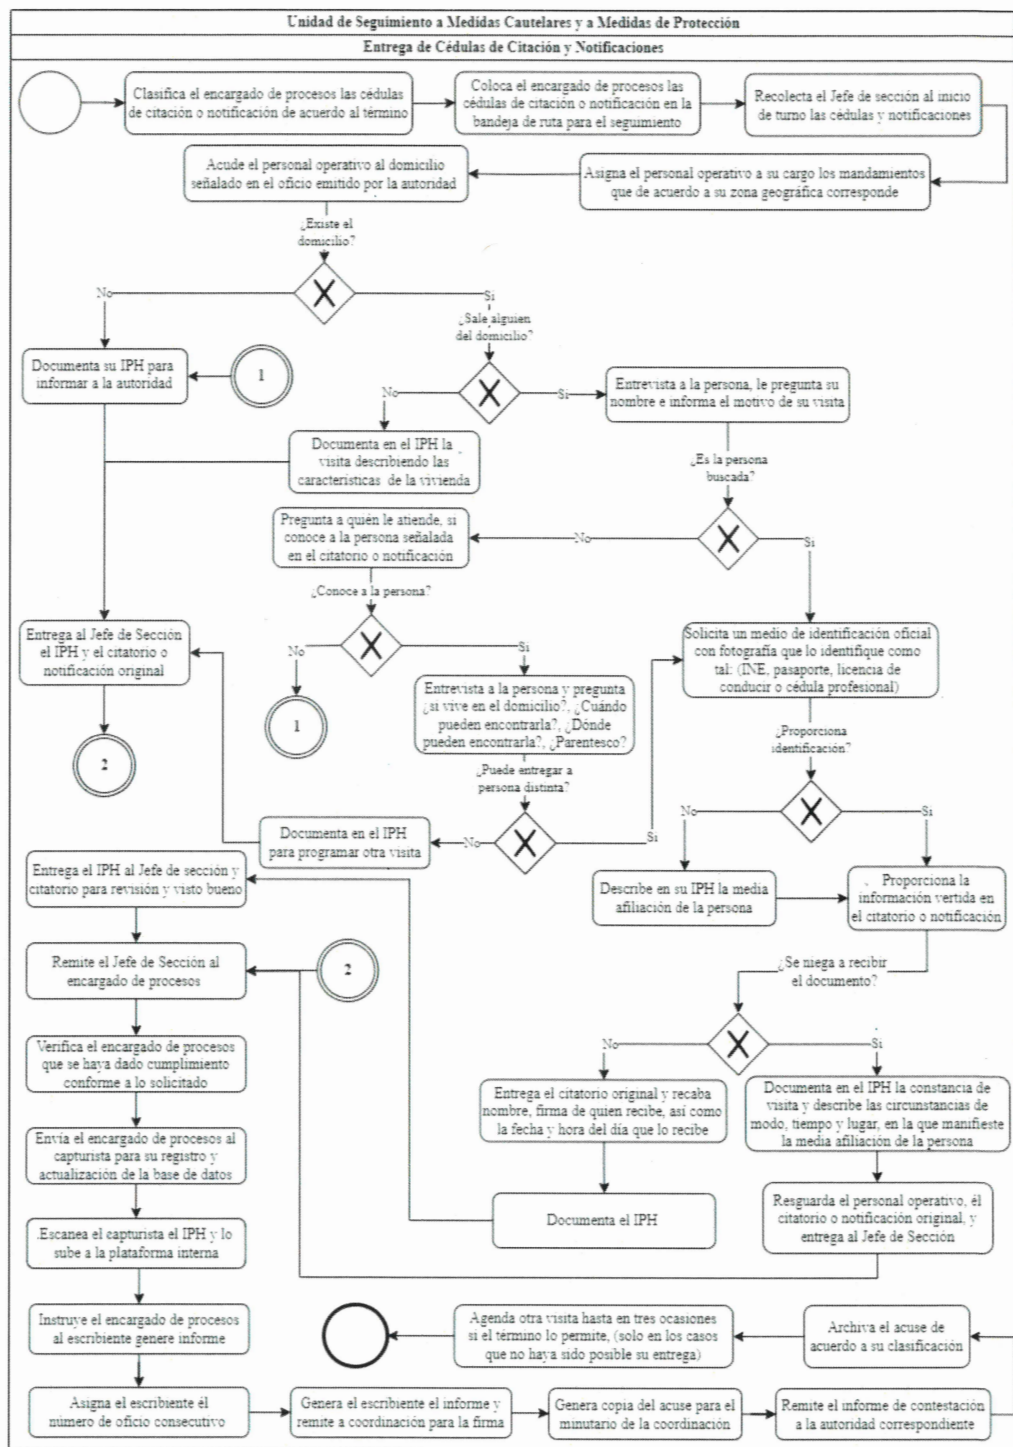 Unidad de Seguimiento a Medidas Cautelares y a Medidas de Protección
Entrega de Cédulas de Citación y Notificaciones
Clasifica el encargado de procesos las cédulas
de citación o notificación de acuerdo al término
Coloca el encargado de procesos las
cédulas de citación o notificación en la
bandeja de ruta para el seguimiento
Recolecta el Jefe de sección al inicio
de turno las cédulas y notificaciones
Acude el personal operativo al domicilio
señalado en el oficio emitido por la autoridad
Asigna el personal operativo a su cargo los mandamientos
que de acuerdo a su zona geográfica corresponde
¿Existe el
domicilio?
No
Si
¿Sale alguien
del domicilio?
Documenta su IPH para
informar a la autoridad
1
No
Si
Entrevista a la persona, le pregunta su
nombre e informa el motivo de su visita
Documenta en el IPH la
visita describiendo las
características de la vivienda
¿Es la persona
buscada?
Pregunta a quién le atiende, si
conoce a la persona señalada
en el citatorio o notificación
No
Si
¿Conoce a la persona?
Entrega al Jefe de Sección
el IPH y el citatorio o
notificación original
No
Si
Solicita un medio de identificación oficial
con fotografía que lo identifique como
tal: (INE, pasaporte, licencia de
conducir o cédula profesional)
Entrevista a la persona y pregunta
¿si vive en el domicilio?, ¿Cuándo
pueden encontrarla?, ¿Dónde
pueden encontrarla?, ¿Parentesco?
1
2
¿Proporciona
identificación?
¿Puede entregar a
persona distinta?
No
Si
Documenta en el IPH
para programar otra visita
No
Si
Entrega el IPH al Jefe de sección y
citatorio para revisión y visto bueno
Describe en su IPH la media
afiliación de la persona
Proporciona la
información vertida en
el citatorio o notificación
Remite el Jefe de Sección al
encargado de procesos
2
¿Se niega a recibir
el documento?
No
Si
Verifica el encargado de procesos
que se haya dado cumplimiento
conforme a lo solicitado
Entrega el citatorio original y recaba
nombre, firma de quien recibe, así como
la fecha y hora del día que lo recibe
Documenta en el IPH la constancia de
visita y describe las circunstancias de
modo, tiempo y lugar, en la que manifieste
la media afiliación de la persona
Envía el encargado de procesos al
capturista para su registro y
actualización de la base de datos
Documenta el IPH
Resguarda el personal operativo, él
citatorio o notificación original, y
entrega al Jefe de Sección
.Escanea el capturista el IPH y lo
sube a la plataforma interna
Instruye el encargado de procesos
al escribiente genere informe
Agenda otra visita hasta en tres ocasiones
si el término lo permite, (solo en los casos
que no haya sido posible su entrega)
Archiva el acuse de
acuerdo a su clasificación
Asigna el escribiente él
número de oficio consecutivo
Genera el escribiente el informe y
remite a coordinación para la firma
Genera copia del acuse para el
minutario de la coordinación
Remite el informe de contestación
a la autoridad correspondiente